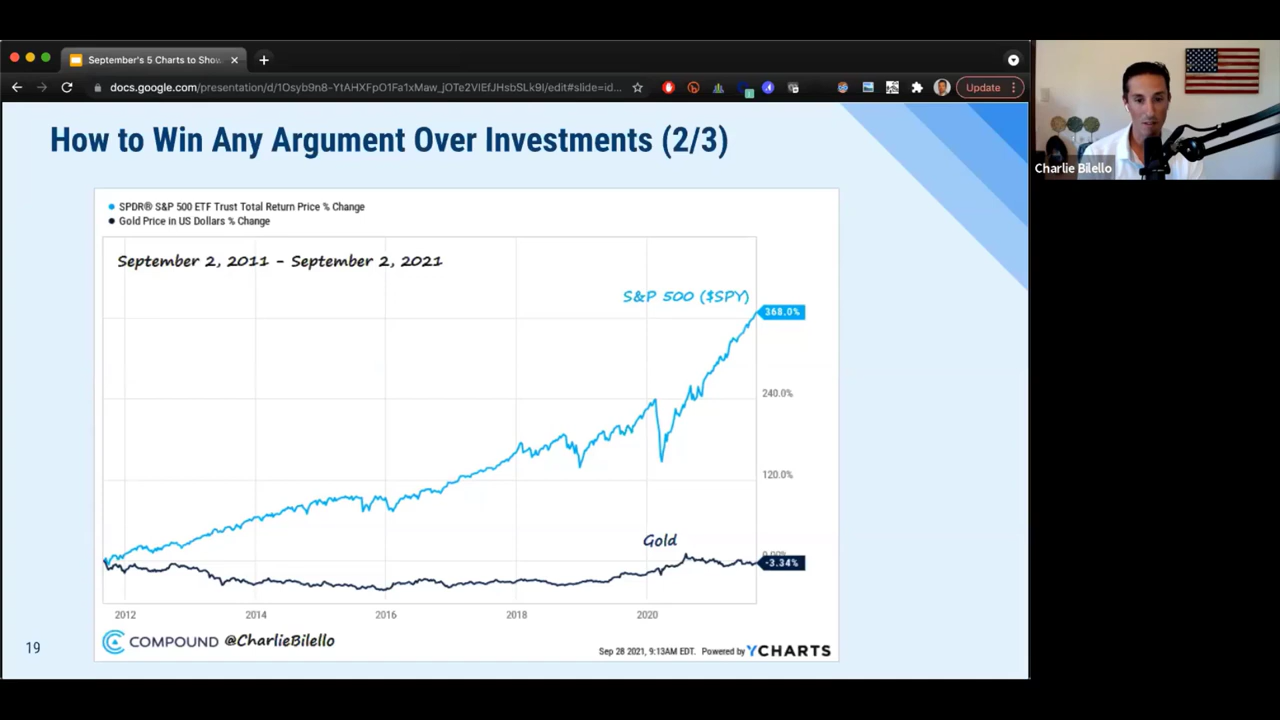 September's 5 Charts to Show
docs.google.com/presentation/d/1Osyb9n8-YtAHXFpO1Fa1xMaw_jOTe2VIEfJHsbSLk9I/edit#slide=id...
Update
How to Win Any Argument Over Investments (2/3)
SPDR® S&P 500 ETF Trust Total Return Price % Change
Gold Price in US Dollars % Change
September 2, 2011 - September 2, 2021
S&P 500 ($SPY)
368.0%
240.0%
120.0%
Gold
0.00%
-3.34%
2012 2014 2016 2018 2020
COMPOUND @CharlieBilello
Sep 28 2021, 9:13AM EDT. Powered by YCHARTS
19
Charlie Bilello